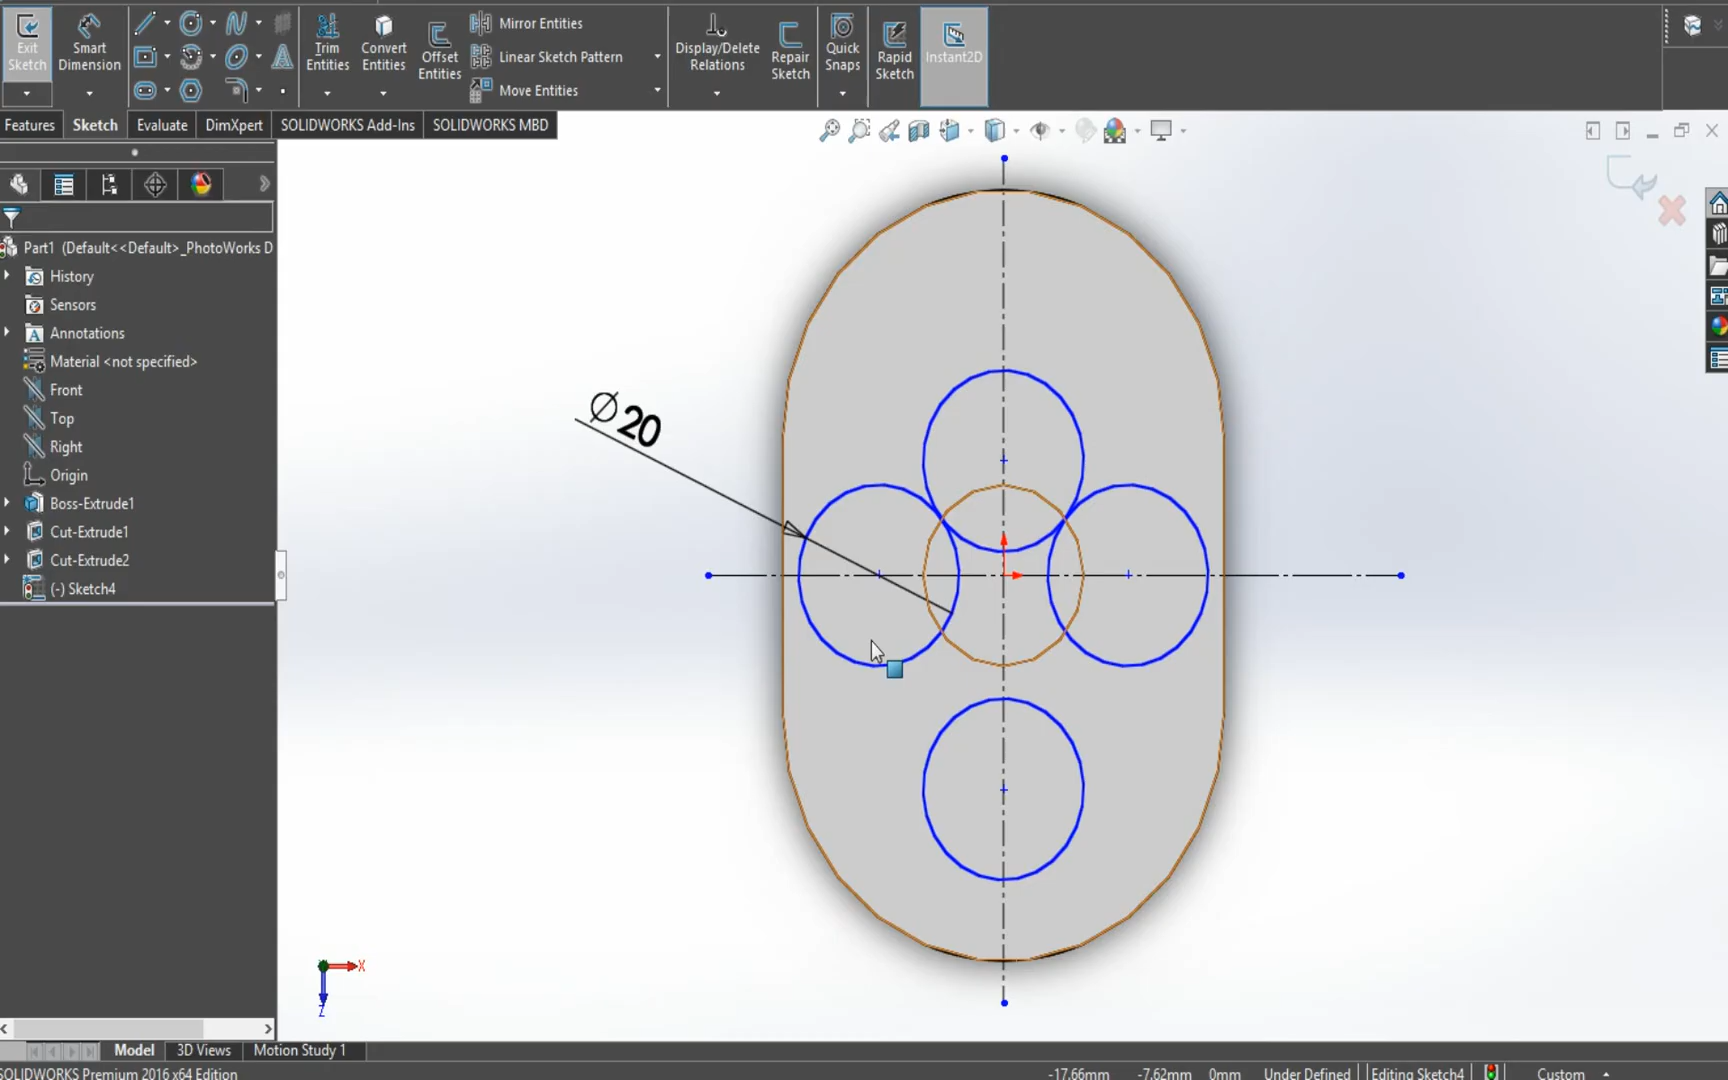 Exit Sketch
Smart Dimension
Trim Entities
Convert Entities
Offset Entities
Mirror Entities
Linear Sketch Pattern
Move Entities
Display/Delete Relations
Repair Sketch
Quick Snaps
Rapid Sketch
Instant2D
Features
Sketch
Evaluate
DimXpert
SOLIDWORKS Add-Ins
SOLIDWORKS MBD
Part1 (Default<<Default>_PhotoWorks D
History
Sensors
A Annotations
Material <not specified>
Front
Top
Right
Origin
Boss-Extrude1
Cut-Extrude1
Cut-Extrude2
(-) Sketch4
Ø20
X
Z
Model
3D Views
Motion Study 1
SOLIDWORKS Premium 2016 x64 Edition
-17.66mm
-7.62mm
0mm
Under Defined
Editing Sketch4
Custom